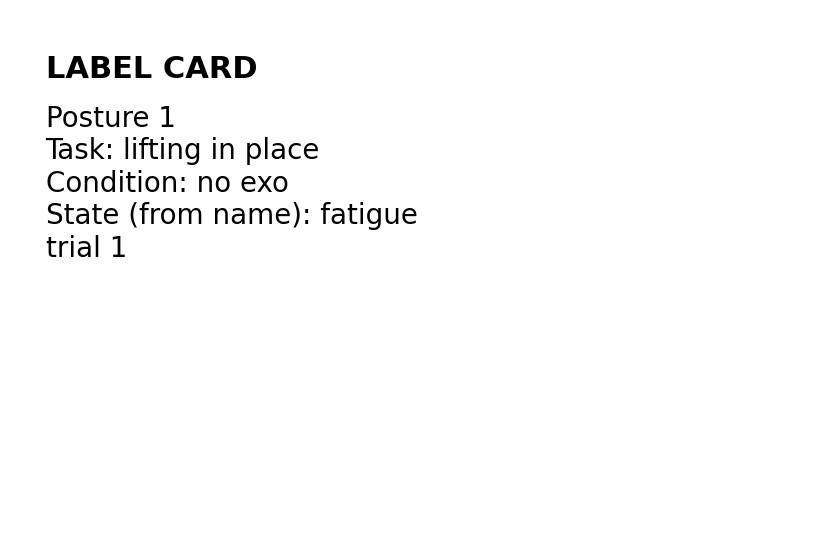 LABEL CARD
Posture 1
Task: lifting in place
Condition: no exo
State (from name): fatigue
trial 1